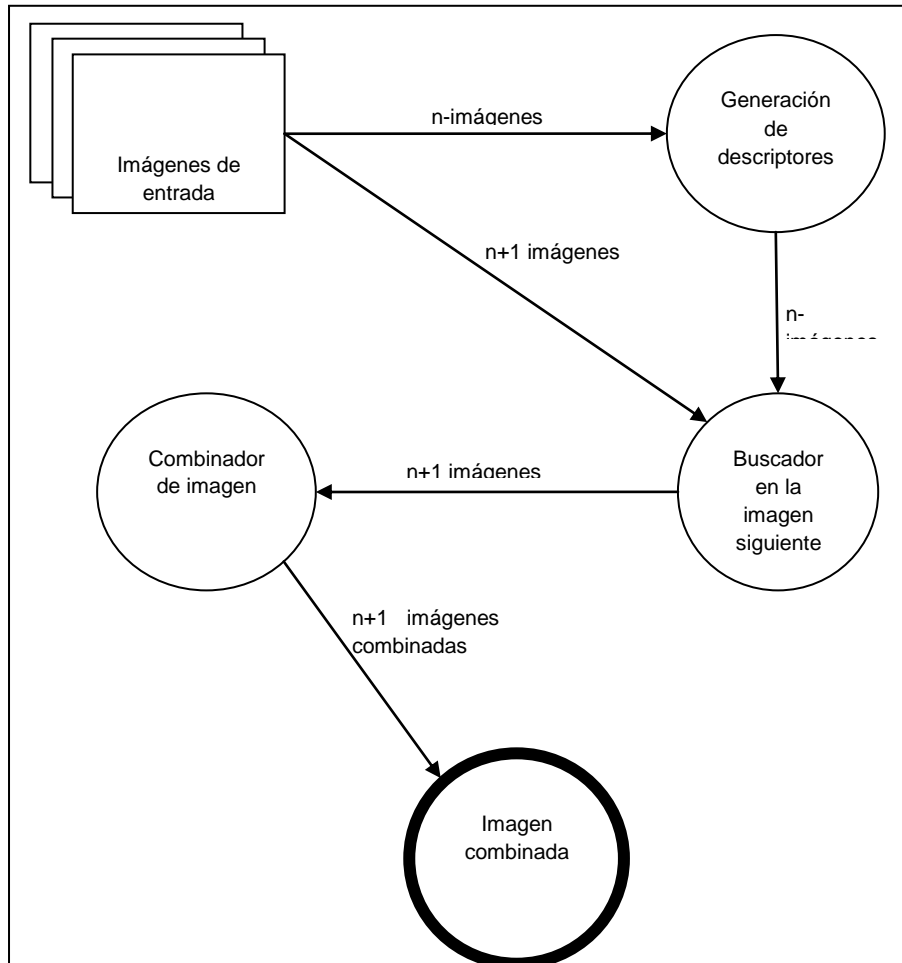 n-imágenes
Generación
de
descriptores
Imágenes de
entrada
n+1 imágenes
n-
imágenes
Combinador
de imagen
n+1 imágenes
Buscador
en la
imagen
siguiente
n+1 imágenes
combinadas
Imagen
combinada